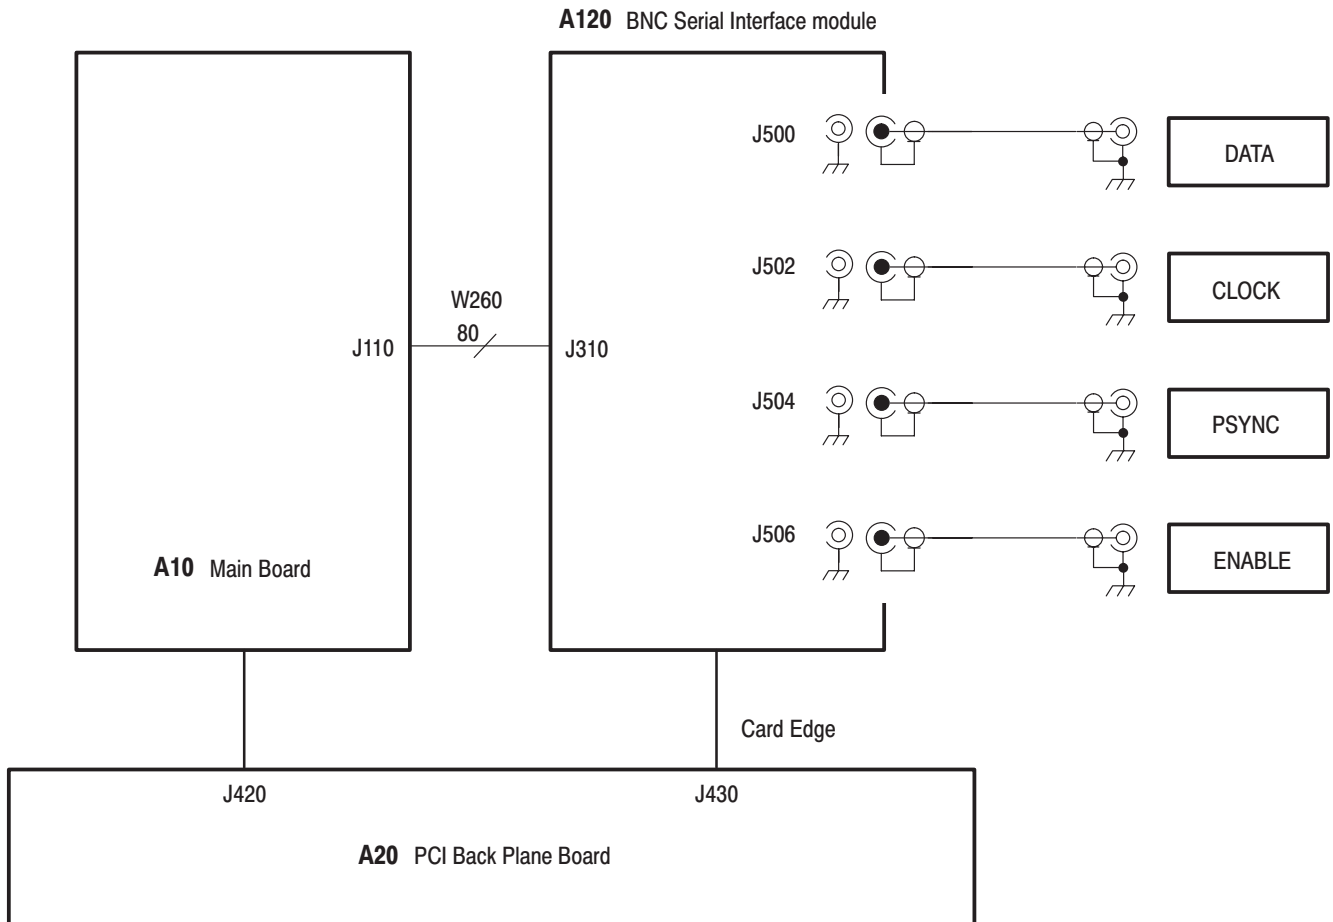 A120 BNC Serial Interface module
J500
DATA
J502
CLOCK
W260
80
J110
J310
J504
PSYNC
J506
ENABLE
A10 Main Board
Card Edge
J420
J430
A20 PCI Back Plane Board